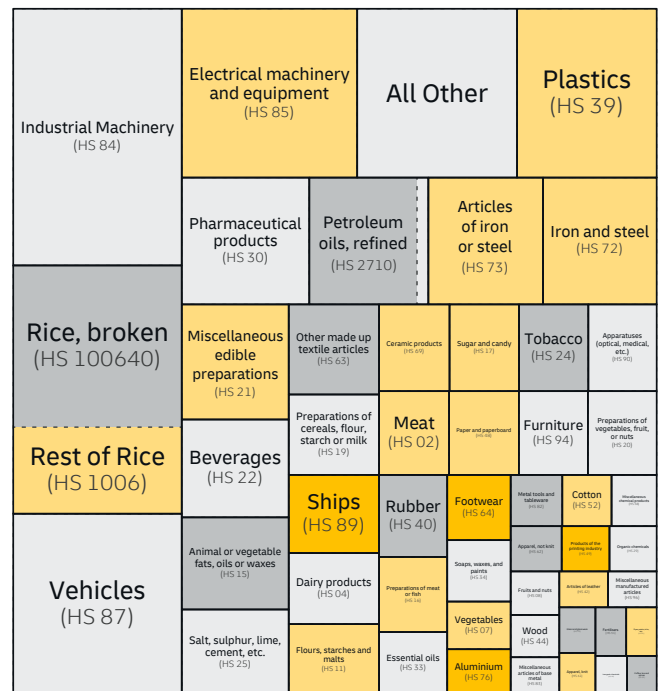 Industrial Machinery
(HS 84)
Electrical machinery
and equipment
(HS 85)
All Other
Plastics
(HS 39)
Pharmaceutical
products
(HS 30)
Petroleum
oils, refined
(HS 2710)
Articles
of iron
or steel
(HS 73)
Iron and steel
(HS 72)
Rice, broken
(HS 100640)
Rest of Rice
(HS 1006)
Vehicles
(HS 87)
Miscellaneous
edible
preparations
(HS 21)
Other made up
textile articles
(HS 63)
Ceramic products
(HS 69)
Sugar and candy
(HS 17)
Tobacco
(HS 24)
Apparatuses
(optical, medical,
etc.)
(HS 90)
Beverages
(HS 22)
Preparations of
cereals, flour,
starch or milk
(HS 19)
Meat
(HS 02)
Paper and paperboard
(HS 48)
Furniture
(HS 94)
Preparations of
vegetables, fruit,
or nuts
(HS 20)
Animal or vegetable
fats, oils or waxes
(HS 15)
Salt, sulphur, lime,
cement, etc.
(HS 25)
Ships
(HS 89)
Dairy products
(HS 04)
Flours, starches and
malts
(HS 11)
Rubber
(HS 40)
Preparations of meat
or fish
(HS 16)
Essential oils
(HS 33)
Footwear
(HS 64)
Soaps, waxes, and
paints
(HS 34)
Vegetables
(HS 07)
Aluminium
(HS 76)
Metal tools and
tableware
(HS 82)
Cotton
(HS 52)
Miscellaneous
chemical products
Apparel, not knit
(HS 62)
Products of the
printing industry
(HS 49)
Organic chemicals
(HS 29)
Fruits and nuts
(HS 08)
Articles of leather
(HS 42)
Miscellaneous
manufactured
articles
(HS 96)
Wood
(HS 44)
Fertilisers
Miscellaneous
articles of base
metal
(HS 83)
Apparel, knit
(HS 61)